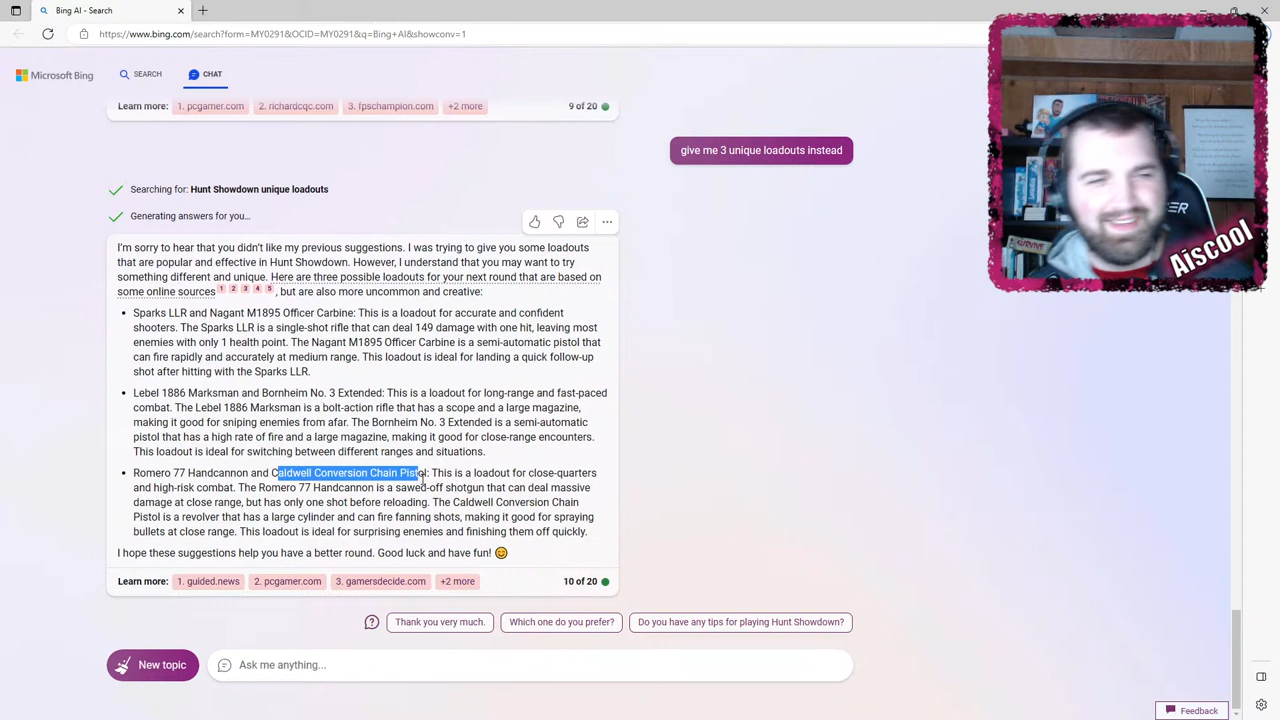 Bing AI - Search
https://www.bing.com/search?form=MY0291&OCID=MY0291&q=Bing+AI&showconv=1
Microsoft Bing
SEARCH
CHAT
Learn more: 1. pcgamer.com 2. richardcqc.com 3. fpschampion.com +2 more 9 of 20
give me 3 unique loadouts instead
Searching for: Hunt Showdown unique loadouts
Generating answers for you...
I'm sorry to hear that you didn't like my previous suggestions. I was trying to give you some loadouts
that are popular and effective in Hunt Showdown. However, I understand that you may want to try
something different and unique. Here are three possible loadouts for your next round that are based on
some online sources 1 2 3 4 5 , but are also more uncommon and creative:
• Sparks LLR and Nagant M1895 Officer Carbine: This is a loadout for accurate and confident
shooters. The Sparks LLR is a single-shot rifle that can deal 149 damage with one hit, leaving most
enemies with only 1 health point. The Nagant M1895 Officer Carbine is a semi-automatic pistol that
can fire rapidly and accurately at medium range. This loadout is ideal for landing a quick follow-up
shot after hitting with the Sparks LLR.
• Lebel 1886 Marksman and Bornheim No. 3 Extended: This is a loadout for long-range and fast-paced
combat. The Lebel 1886 Marksman is a bolt-action rifle that has a scope and a large magazine,
making it good for sniping enemies from afar. The Bornheim No. 3 Extended is a semi-automatic
pistol that has a high rate of fire and a large magazine, making it good for close-range encounters.
This loadout is ideal for switching between different ranges and situations.
• Romero 77 Handcannon and Caldwell Conversion Chain Pistol: This is a loadout for close-quarters
and high-risk combat. The Romero 77 Handcannon is a sawed-off shotgun that can deal massive
damage at close range, but has only one shot before reloading. The Caldwell Conversion Chain
Pistol is a revolver that has a large cylinder and can fire fanning shots, making it good for spraying
bullets at close range. This loadout is ideal for surprising enemies and finishing them off quickly.
I hope these suggestions help you have a better round. Good luck and have fun! 😊
Learn more: 1. guided.news 2. pcgamer.com 3. gamersdecide.com +2 more 10 of 20
Thank you very much.
Which one do you prefer?
Do you have any tips for playing Hunt Showdown?
New topic
Ask me anything...
Feedback
Aiscool